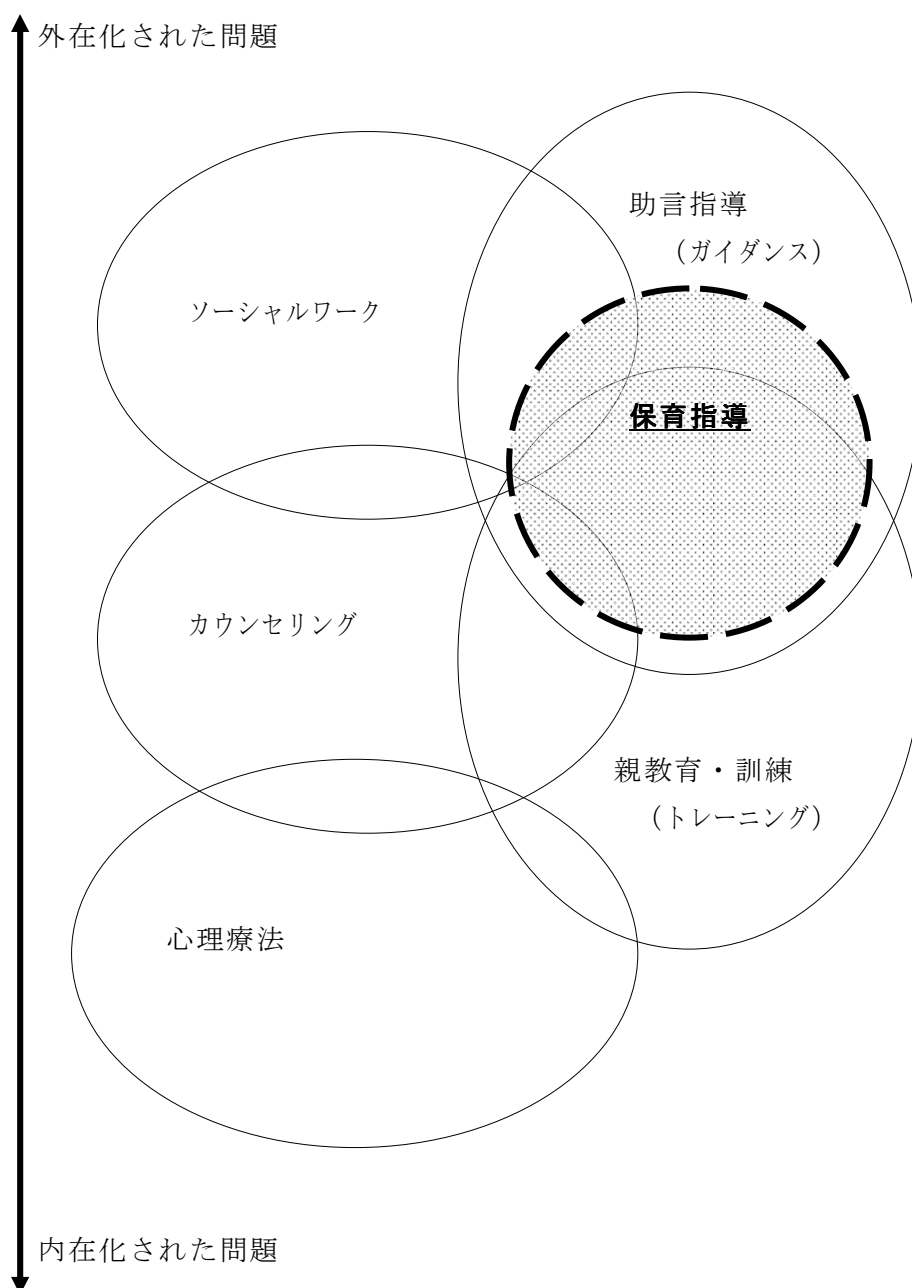 外在化された問題
助言指導
（ガイダンス）
ソーシャルワーク
保育指導
カウンセリング
親教育・訓練
（トレーニング）
心理療法
内在化された問題